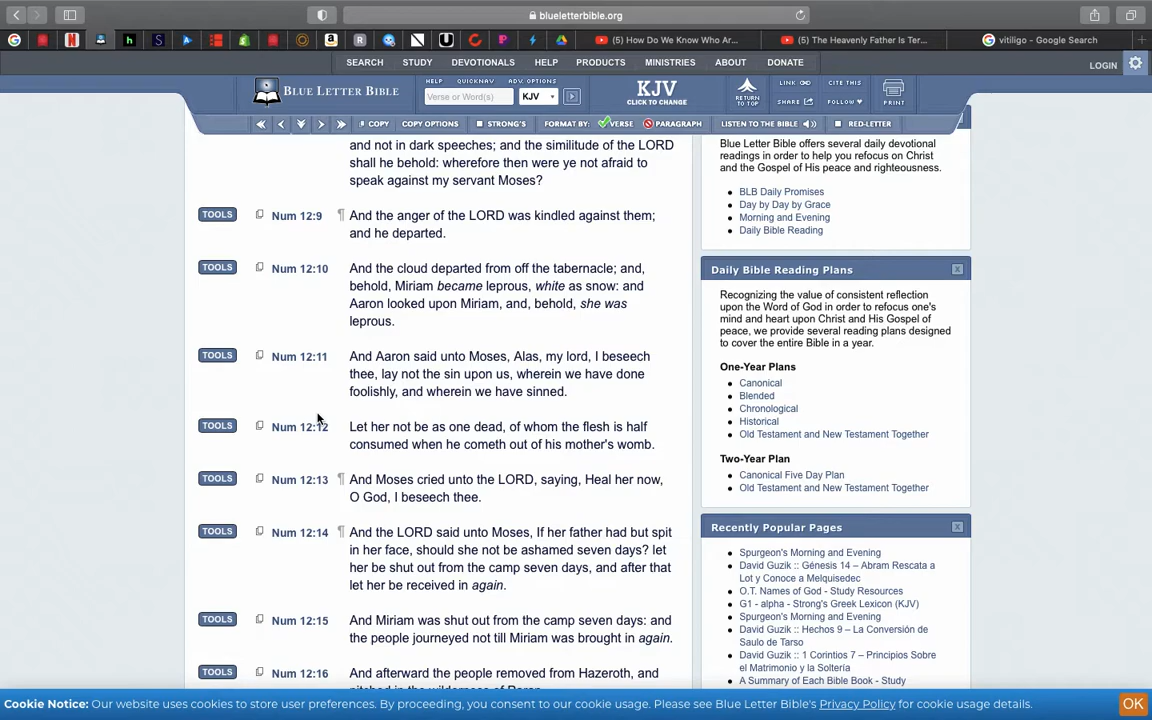 blueletterbible.org
(5) How Do We Know Who Ar...
(5) The Heavenly Father Is Ter...
vitiligo - Google Search
SEARCH STUDY DEVOTIONALS HELP PRODUCTS MINISTRIES ABOUT DONATE
LOGIN
BLUE LETTER BIBLE
HELP QUICKNAV ADV. OPTIONS
Verse or Word(s) KJV
KJV
CLICK TO CHANGE
RETURN TO TOP
LINK CITE THIS
SHARE FOLLOW
PRINT
COPY COPY OPTIONS STRONG'S FORMAT BY: VERSE PARAGRAPH LISTEN TO THE BIBLE RED-LETTER
and not in dark speeches; and the similitude of the LORD
shall he behold: wherefore then were ye not afraid to
speak against my servant Moses?
TOOLS Num 12:9 ¶ And the anger of the LORD was kindled against them;
and he departed.
TOOLS Num 12:10 And the cloud departed from off the tabernacle; and,
behold, Miriam became leprous, white as snow: and
Aaron looked upon Miriam, and, behold, she was
leprous.
TOOLS Num 12:11 And Aaron said unto Moses, Alas, my lord, I beseech
thee, lay not the sin upon us, wherein we have done
foolishly, and wherein we have sinned.
TOOLS Num 12:12 Let her not be as one dead, of whom the flesh is half
consumed when he cometh out of his mother's womb.
TOOLS Num 12:13 ¶ And Moses cried unto the LORD, saying, Heal her now,
O God, I beseech thee.
TOOLS Num 12:14 ¶ And the LORD said unto Moses, If her father had but spit
in her face, should she not be ashamed seven days? let
her be shut out from the camp seven days, and after that
let her be received in again.
TOOLS Num 12:15 And Miriam was shut out from the camp seven days: and
the people journeyed not till Miriam was brought in again.
TOOLS Num 12:16 And afterward the people removed from Hazeroth, and
Blue Letter Bible offers several daily devotional
readings in order to help you refocus on Christ
and the Gospel of His peace and righteousness.
BLB Daily Promises
Day by Day by Grace
Morning and Evening
Daily Bible Reading
Daily Bible Reading Plans
Recognizing the value of consistent reflection
upon the Word of God in order to refocus one's
mind and heart upon Christ and His Gospel of
peace, we provide several reading plans designed
to cover the entire Bible in a year.
One-Year Plans
Canonical
Blended
Chronological
Historical
Old Testament and New Testament Together
Two-Year Plan
Canonical Five Day Plan
Old Testament and New Testament Together
Recently Popular Pages
Spurgeon's Morning and Evening
David Guzik :: Génesis 14 – Abram Rescata a
Lot y Conoce a Melquisedec
O.T. Names of God - Study Resources
G1 - alpha - Strong's Greek Lexicon (KJV)
Spurgeon's Morning and Evening
David Guzik :: Hechos 9 – La Conversión de
Saulo de Tarso
David Guzik :: 1 Corintios 7 – Principios Sobre
el Matrimonio y la Soltería
A Summary of Each Bible Book - Study
Cookie Notice: Our website uses cookies to store user preferences. By proceeding, you consent to our cookie usage. Please see Blue Letter Bible's Privacy Policy for cookie usage details.
OK